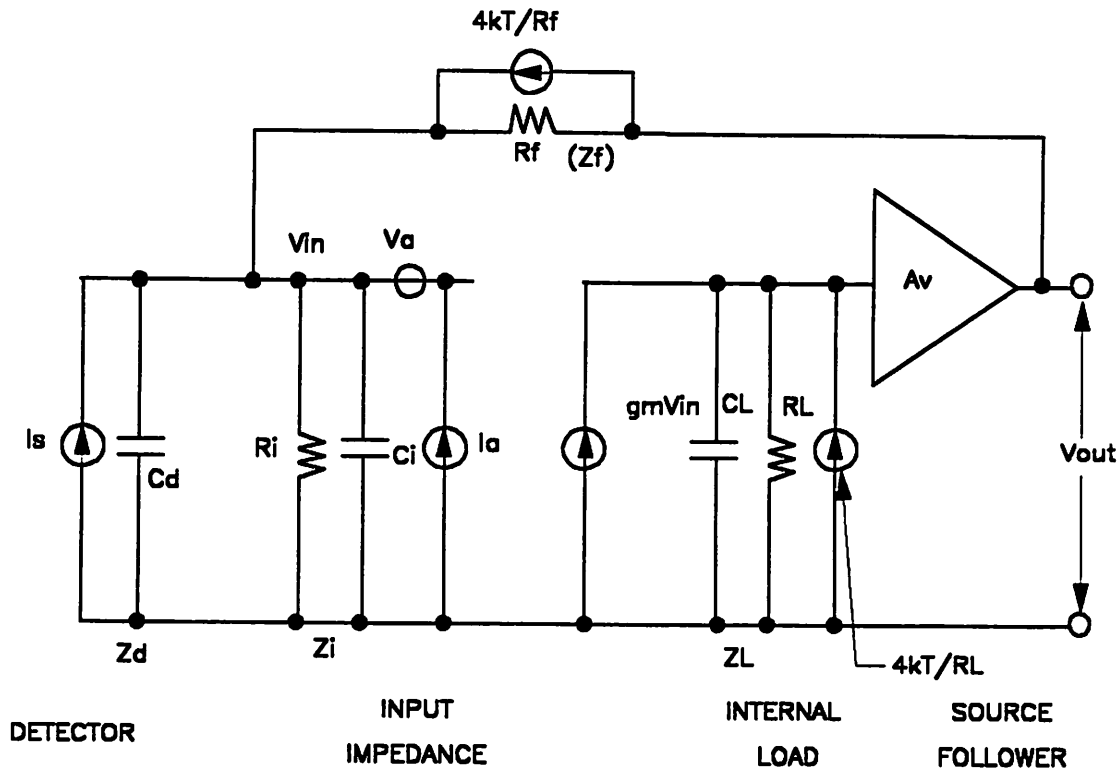 4kT/Rf
Rf
(Zf)
Vin
Va
Av
Is
Cd
Ri
Ci
Ia
gmVin
CL
RL
Vout
Zd
Zi
ZL
4kT/RL
DETECTOR
INPUT
IMPEDANCE
INTERNAL
LOAD
SOURCE
FOLLOWER